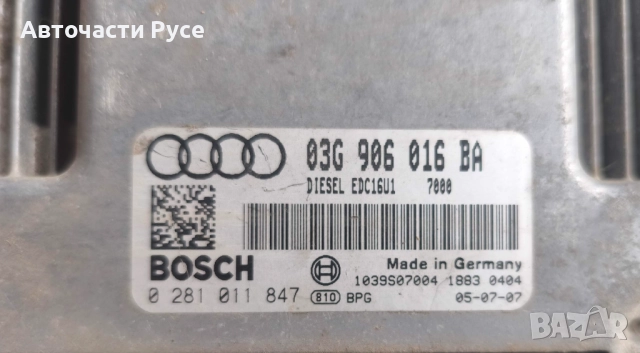 Авточасти Русе
03G 906 016 BA
DIESEL EDC16U1 7000
BOSCH
Made in Germany
1039S07004 1883 0404
0 281 011 847 810 BPG 05-07-07
BAZAR